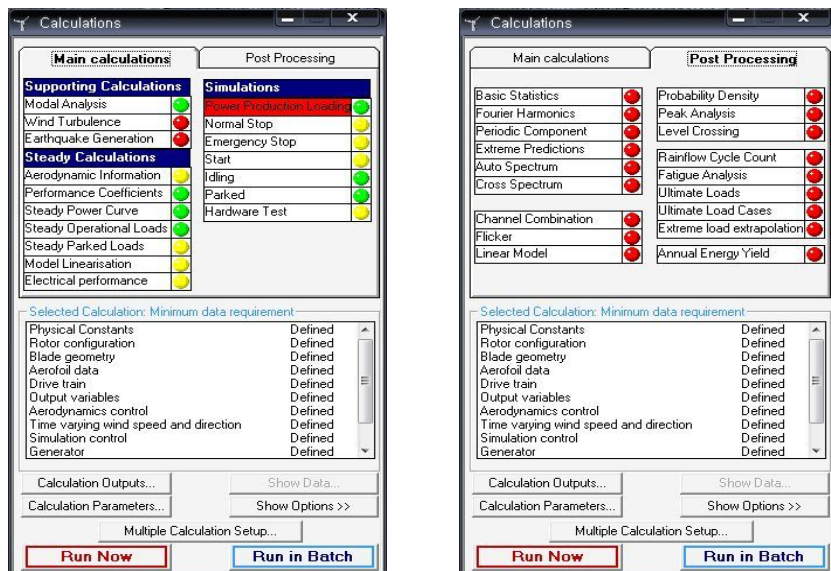 Calculations
Main calculations
Post Processing
Supporting Calculations
Modal Analysis
Wind Turbulence
Earthquake Generation
Steady Calculations
Aerodynamic Information
Performance Coefficients
Steady Power Curve
Steady Operational Loads
Steady Parked Loads
Model Linearisation
Electrical performance
Simulations
Power Production Loading
Normal Stop
Emergency Stop
Start
Idling
Parked
Hardware Test
Selected Calculation: Minimum data requirement
Physical Constants Defined
Rotor configuration Defined
Blade geometry Defined
Aerofoil data Defined
Drive train Defined
Output variables Defined
Aerodynamics control Defined
Time varying wind speed and direction Defined
Simulation control Defined
Generator Defined
Calculation Outputs... Show Data...
Calculation Parameters... Show Options >>
Multiple Calculation Setup...
Run Now Run in Batch
Calculations
Main calculations
Post Processing
Basic Statistics
Fourier Harmonics
Periodic Component
Extreme Predictions
Auto Spectrum
Cross Spectrum
Channel Combination
Flicker
Linear Model
Probability Density
Peak Analysis
Level Crossing
Rainflow Cycle Count
Fatigue Analysis
Ultimate Loads
Ultimate Load Cases
Extreme load extrapolation
Annual Energy Yield
Selected Calculation: Minimum data requirement
Physical Constants Defined
Rotor configuration Defined
Blade geometry Defined
Aerofoil data Defined
Drive train Defined
Output variables Defined
Aerodynamics control Defined
Time varying wind speed and direction Defined
Simulation control Defined
Generator Defined
Calculation Outputs... Show Data...
Calculation Parameters... Show Options >>
Multiple Calculation Setup...
Run Now Run in Batch